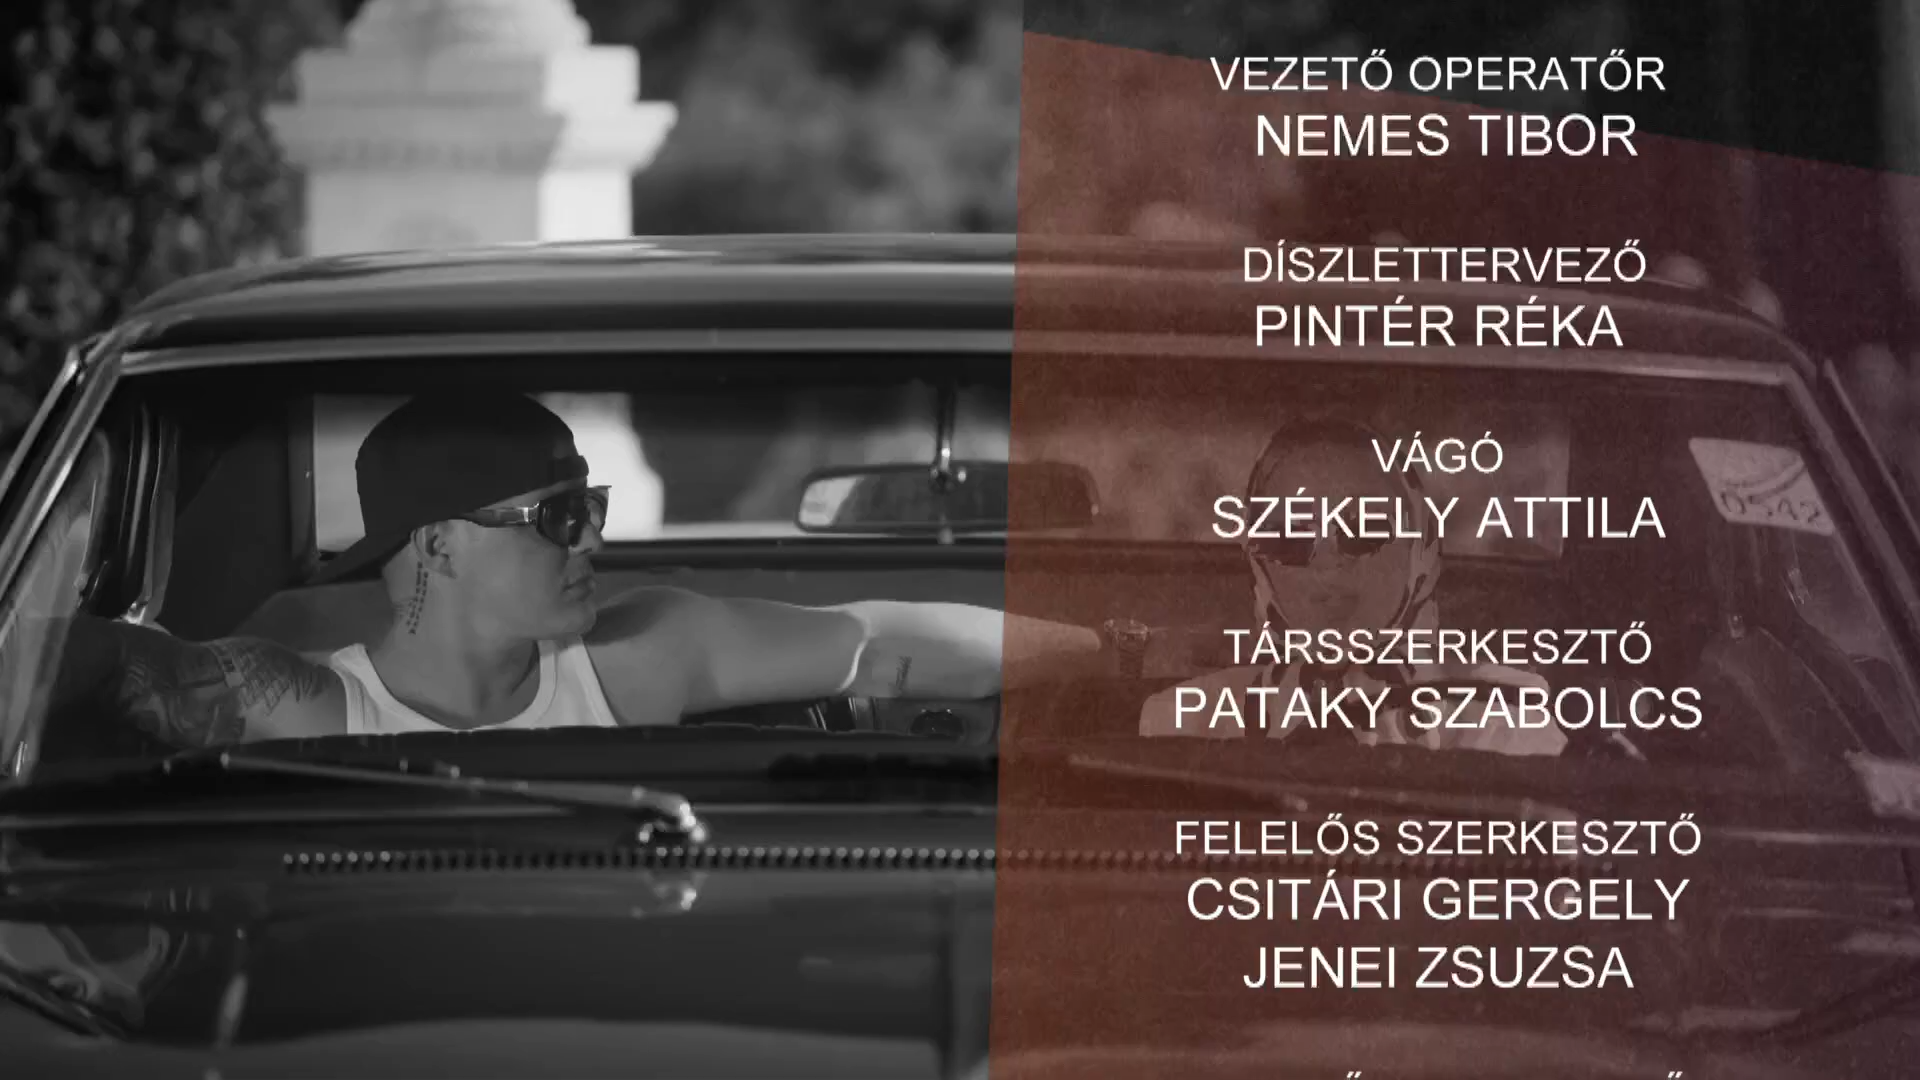 VEZETŐ OPERATŐR
NEMES TIBOR
DÍSZLETTERVEZŐ
PINTÉR RÉKA
VÁGÓ
SZÉKELY ATTILA
TÁRSSZERKESZTŐ
PATAKY SZABOLCS
FELELŐS SZERKESZTŐ
CSITÁRI GERGELY
JENEI ZSUZSA